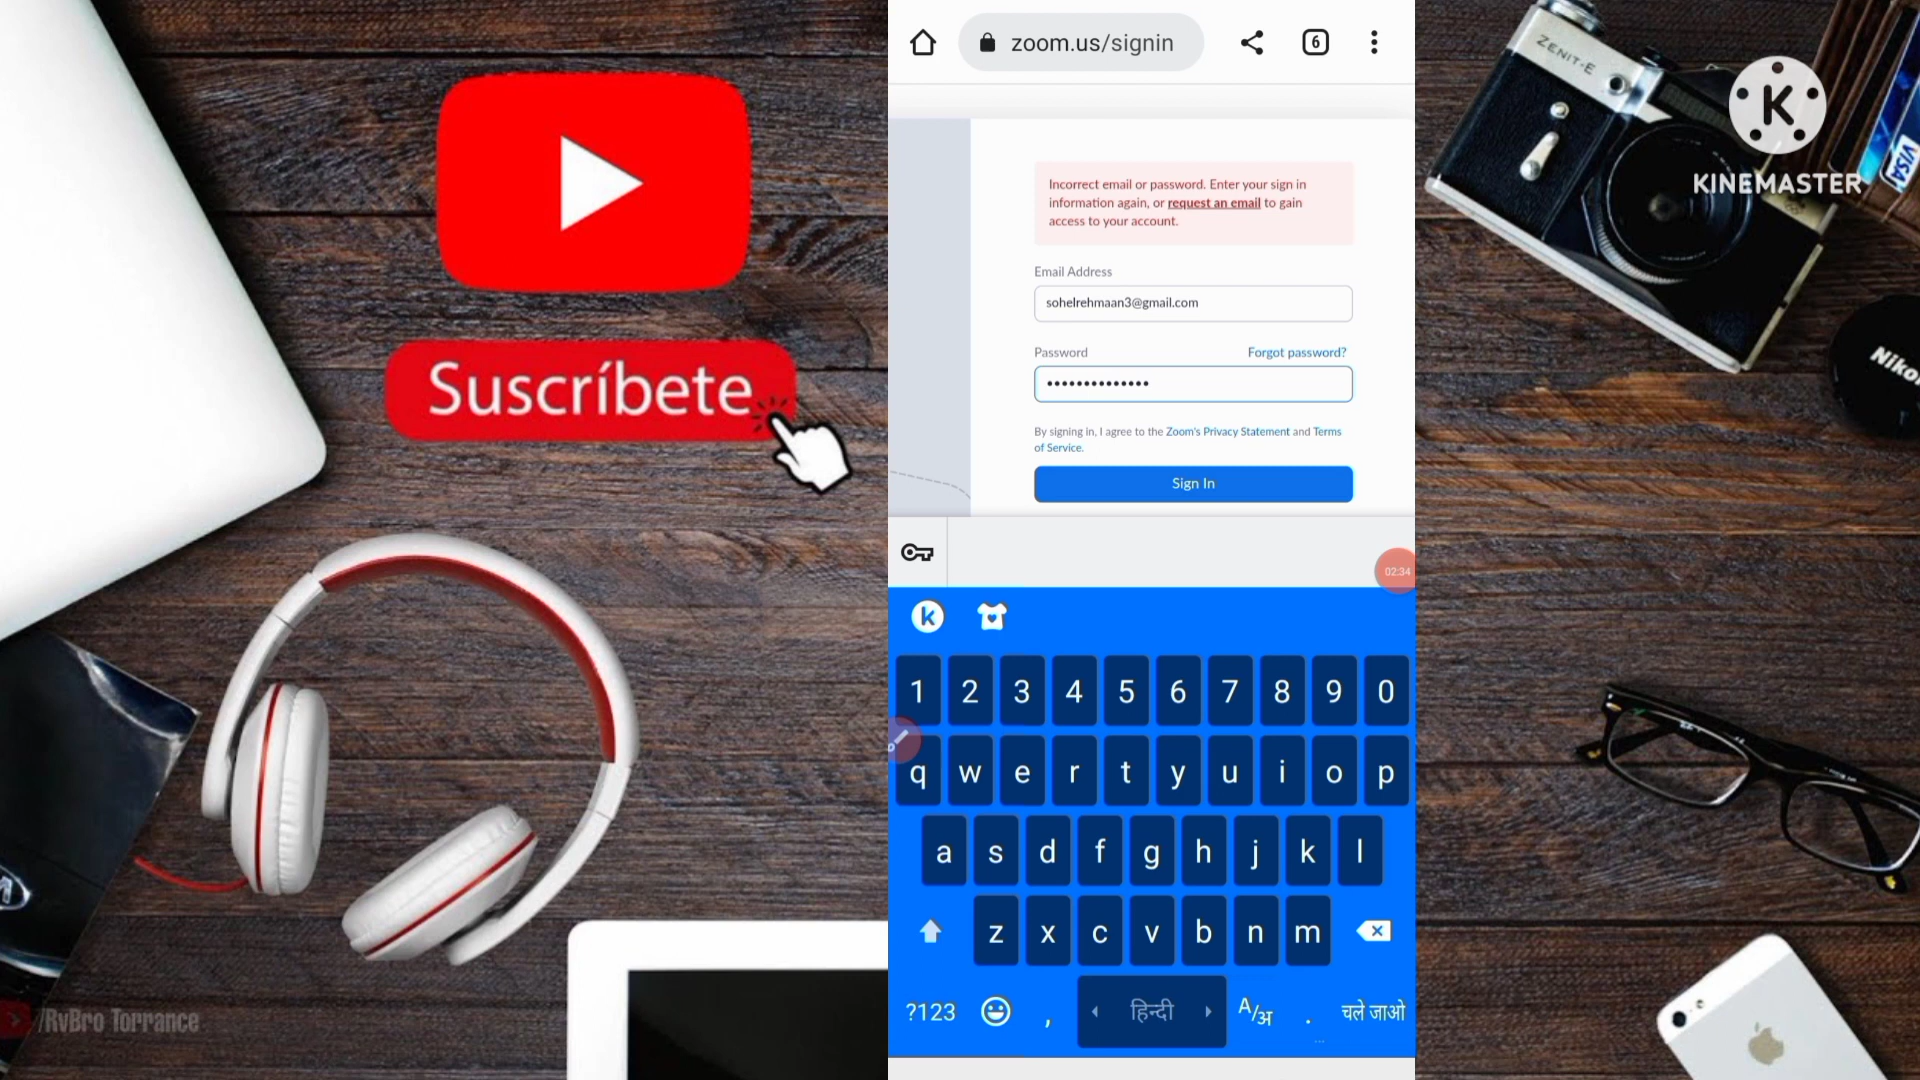 zoom.us/signin
6
Incorrect email or password. Enter your sign in
information again, or request an email to gain
access to your account.
Email Address
sohelrehmaan3@gmail.com
Password
Forgot password?
By signing in, I agree to the Zoom's Privacy Statement and Terms
of Service.
Sign In
02:34
k
1 2 3 4 5 6 7 8 9 0
q w e r t y u i o p
a s d f g h j k l
z x c v b n m
?123 , हिन्दी A/अ . चले जाओ
Suscríbete
/RvBro Torrance
ZENIT-E
K
KINEMASTER
VISA